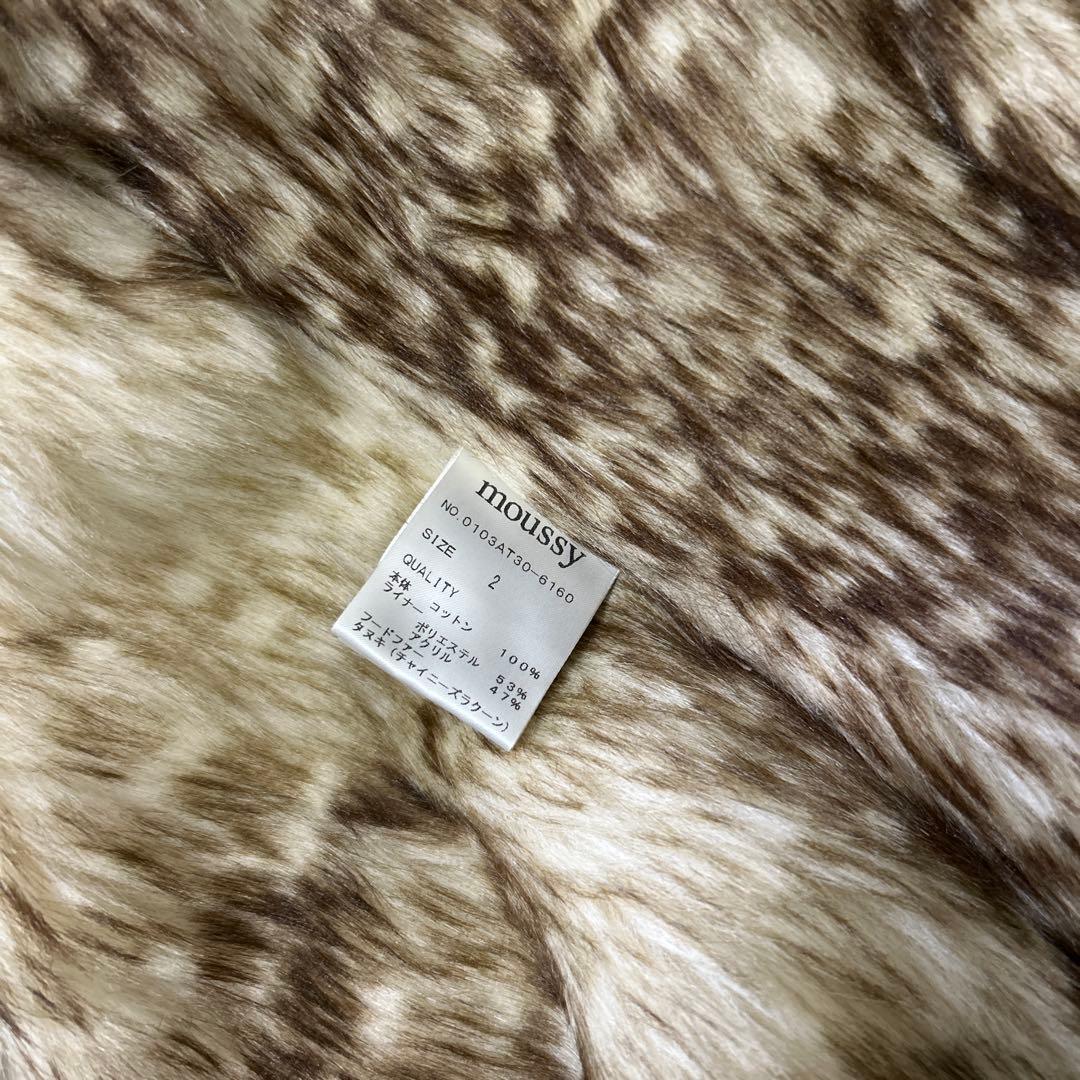 moussy
NO.0103AT30-6160
SIZE 2
QUALITY
本体 コットン 100%
ライナー ポリエステル 53%
アクリル 47%
フードファー
タヌキ(チャイニーズラクーン)